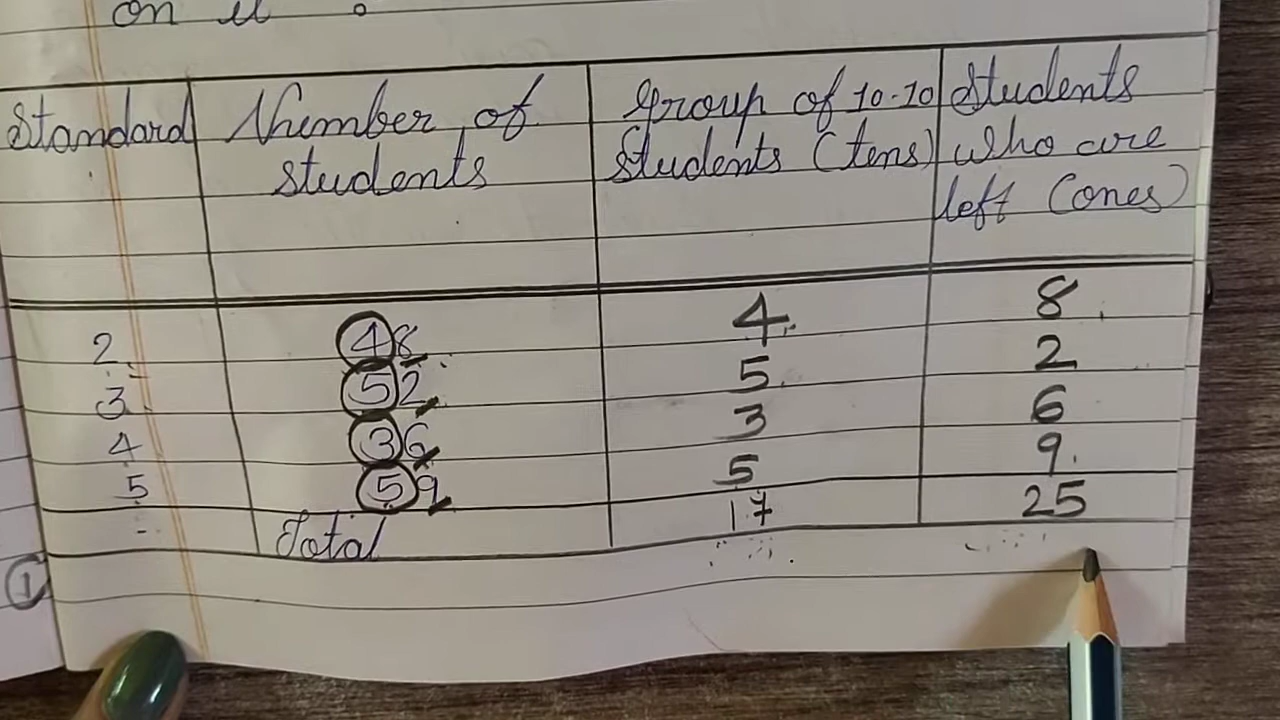 on it
Standard Number of students Group of 10-10 students (tens) Students who are left (ones)
2 48 4 8
3 52 5 2
4 36 3 6
5 59 5 9
Total 17 25
1